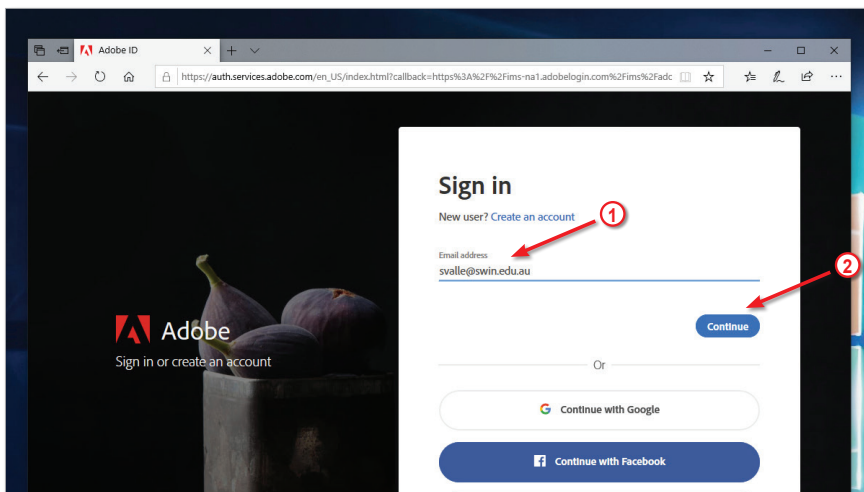 Adobe ID
https://auth.services.adobe.com/en_US/index.html?callback=https%3A%2F%2Fims-na1.adobelogin.com%2Fims%2Fadc
Sign in
New user? Create an account
1
Email address
svalle@swin.edu.au
2
Continue
Adobe
Sign in or create an account
Or
G Continue with Google
f Continue with Facebook